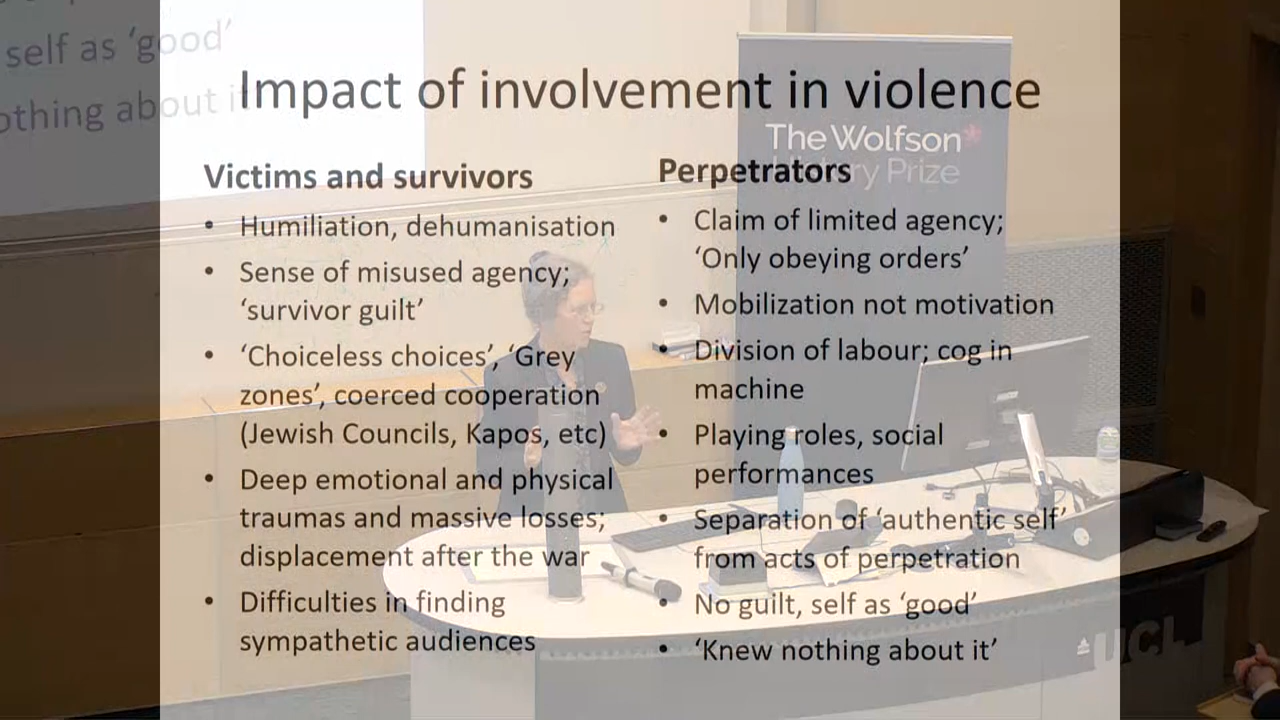 self as ‘good’
othing about i
Impact of involvement in violence
The Wolfson
History Prize
Victims and survivors
• Humiliation, dehumanisation
• Sense of misused agency;
‘survivor guilt’
• ‘Choiceless choices’, ‘Grey
zones’, coerced cooperation
(Jewish Councils, Kapos, etc)
• Deep emotional and physical
traumas and massive losses;
displacement after the war
• Difficulties in finding
sympathetic audiences
Perpetrators
• Claim of limited agency;
‘Only obeying orders’
• Mobilization not motivation
• Division of labour; cog in
machine
• Playing roles, social
performances
• Separation of ‘authentic self’
from acts of perpetration
• No guilt, self as ‘good’
• ‘Knew nothing about it’
UCL